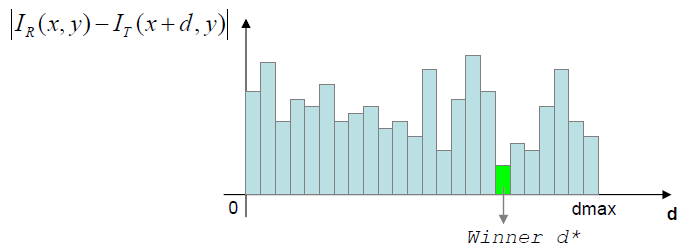 |I_R(x, y) − I_T(x + d, y)|
0
dmax
d
Winner d*